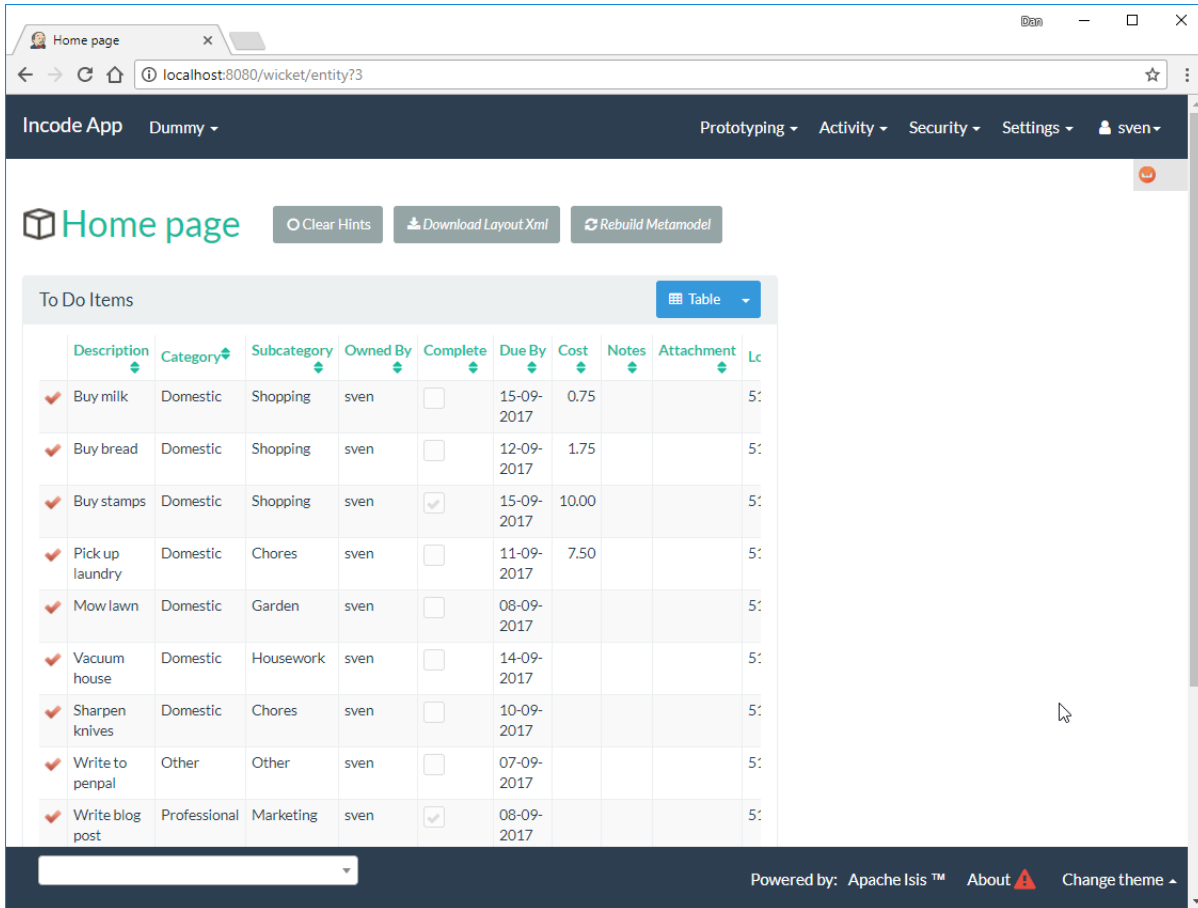 Dan
Home page
localhost:8080/wicket/entity?3
Incode App Dummy Prototyping Activity Security Settings sven
Home page Clear Hints Download Layout Xml Rebuild Metamodel
To Do Items Table
Description Category Subcategory Owned By Complete Due By Cost Notes Attachment
Buy milk Domestic Shopping sven 15-09- 0.75
2017
Buy bread Domestic Shopping sven 12-09- 1.75
2017
Buy stamps Domestic Shopping sven 15-09- 10.00
2017
Pick up Domestic Chores sven 11-09- 7.50
laundry 2017
Mow lawn Domestic Garden sven 08-09-
2017
Vacuum Domestic Housework sven 14-09-
house 2017
Sharpen Domestic Chores sven 10-09-
knives 2017
Write to Other Other sven 07-09-
penpal 2017
Write blog Professional Marketing sven 08-09-
post 2017
Powered by: Apache Isis ™ About Change theme